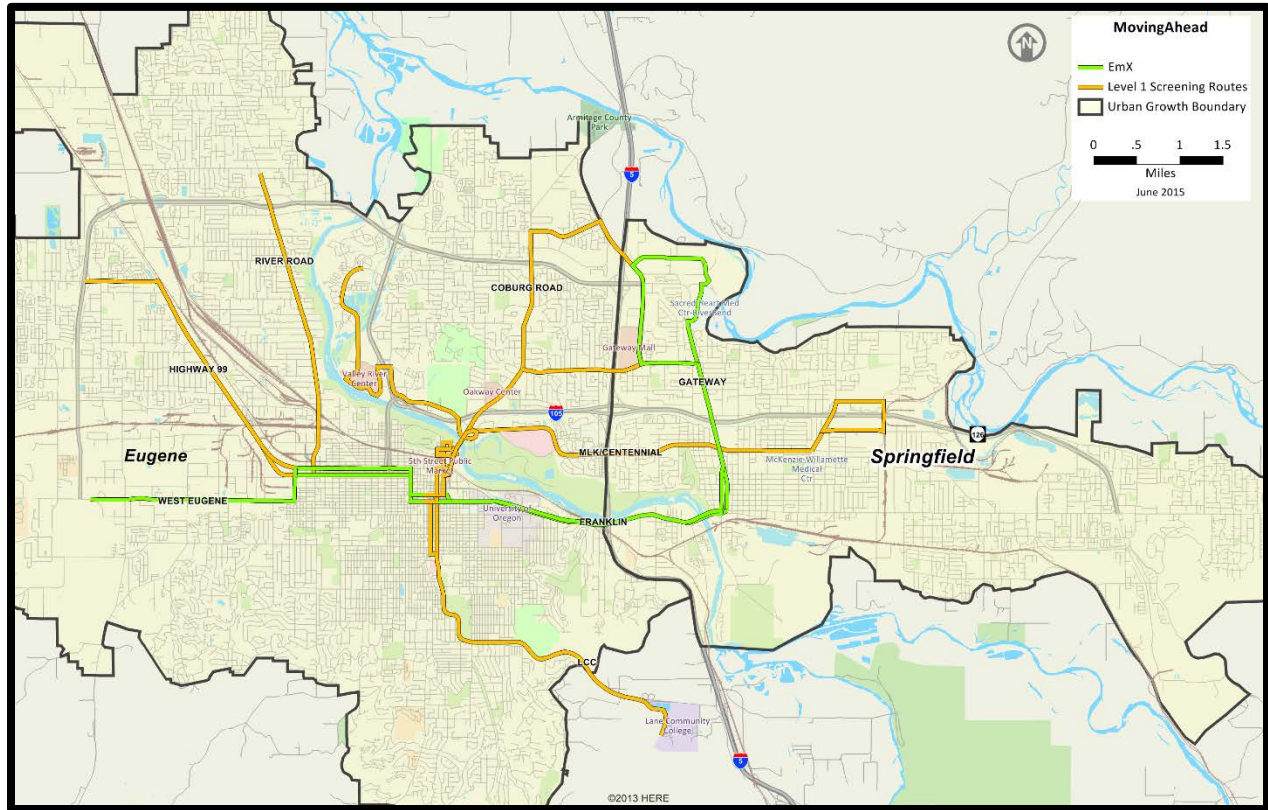 MovingAhead
EmX
Level 1 Screening Routes
Urban Growth Boundary
0 .5 1 1.5
Miles
June 2015
N
Armitage County
Park
5
RIVER ROAD
COBURG ROAD
Sacred Heart Med
Ctr-Riverbend
Gateway Mall
HIGHWAY 99
Valley River
Center
GATEWAY
Oakway Center
105
126
Eugene
5th Street Public
Market
MLK/CENTENNIAL
McKenzie-Willamette
Medical
Ctr
Springfield
WEST EUGENE
University of
Oregon
FRANKLIN
LCC
Lane Community
College
5
©2013 HERE